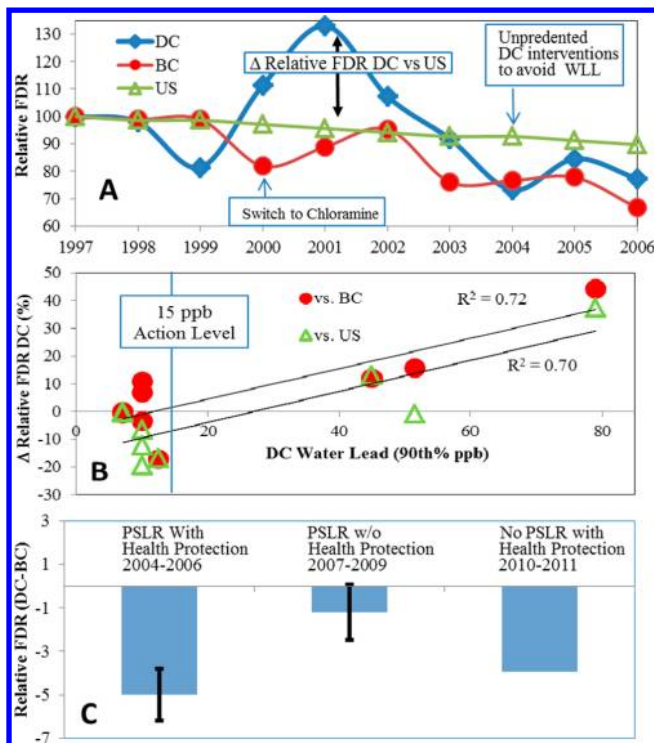 130
120
110
100
90
80
70
60
Relative FDR
DC
BC
US
Δ Relative FDR DC vs US
Unpredented
DC interventions
to avoid WLL
Switch to Chloramine
A
1997 1998 1999 2000 2001 2002 2003 2004 2005 2006
50
40
30
20
10
0
-10
-20
-30
Δ Relative FDR DC (%)
15 ppb
Action Level
vs. BC
vs. US
R² = 0.72
R² = 0.70
0 20 40 60 80
DC Water Lead (90th% ppb)
B
3
1
-1
-3
-5
-7
Relative FDR (DC-BC)
PSLR With
Health Protection
2004-2006
PSLR w/o
Health Protection
2007-2009
No PSLR with
Health Protection
2010-2011
C